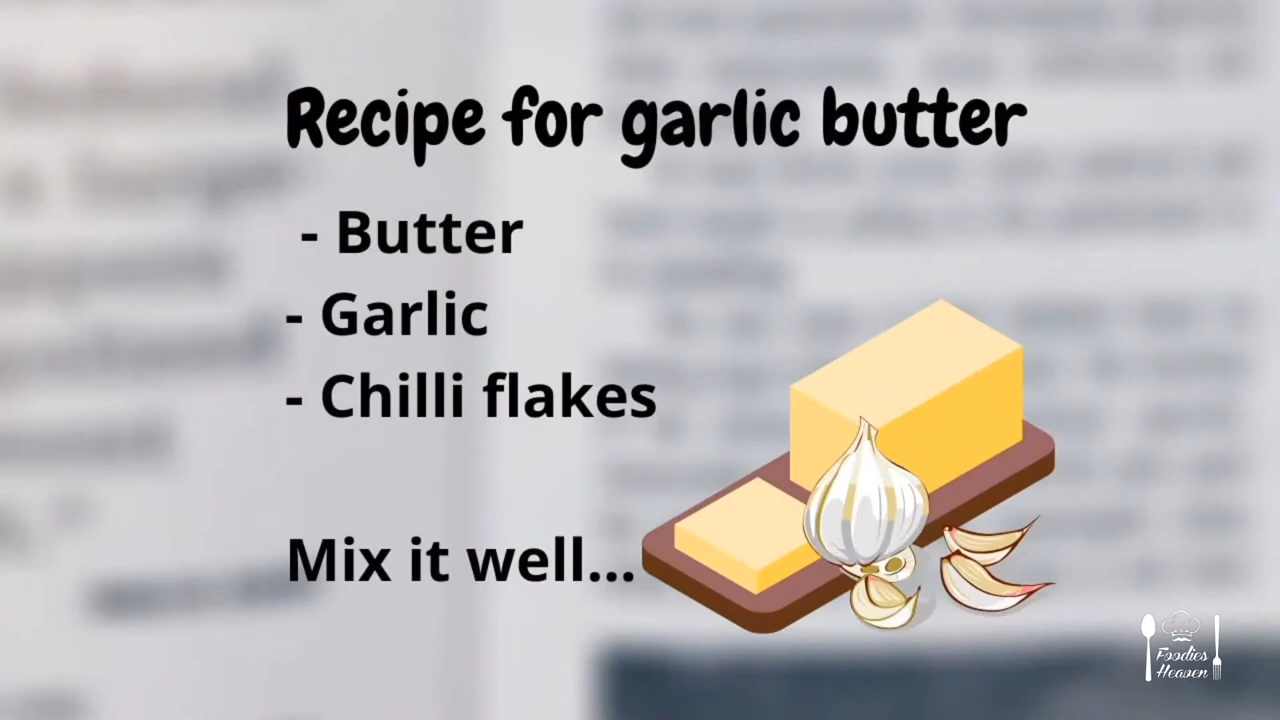 Recipe for garlic butter
- Butter
- Garlic
- Chilli flakes
Mix it well...
Foodies
Heaven